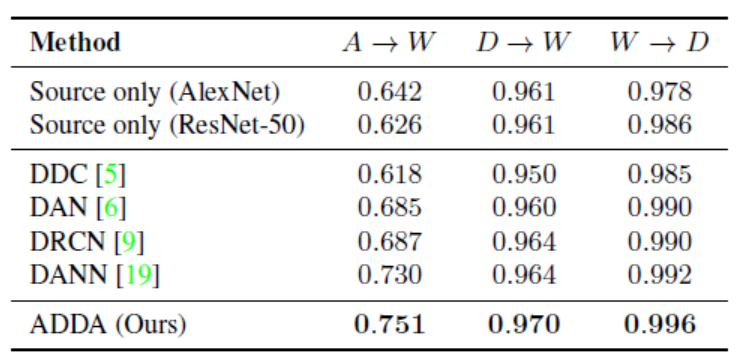 Method A → W D → W W → D
Source only (AlexNet) 0.642 0.961 0.978
Source only (ResNet-50) 0.626 0.961 0.986
DDC [5] 0.618 0.950 0.985
DAN [6] 0.685 0.960 0.990
DRCN [9] 0.687 0.964 0.990
DANN [19] 0.730 0.964 0.992
ADDA (Ours) 0.751 0.970 0.996